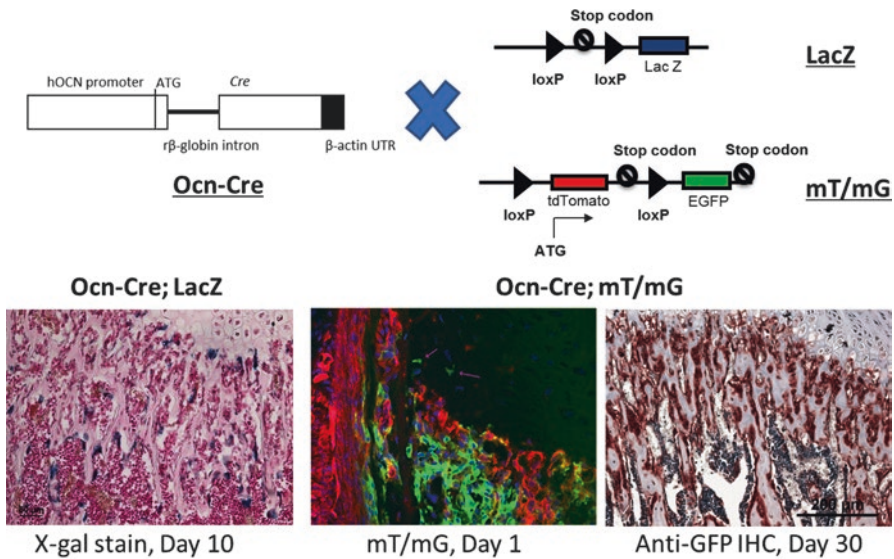 Stop codon
Lac Z
loxP
loxP
LacZ
hOCN promoter
ATG
Cre
rβ-globin intron
β-actin UTR
Ocn-Cre
Stop codon
Stop codon
tdTomato
EGFP
loxP
loxP
ATG
mT/mG
Ocn-Cre; LacZ
Ocn-Cre; mT/mG
200 μm
X-gal stain, Day 10
mT/mG, Day 1
Anti-GFP IHC, Day 30